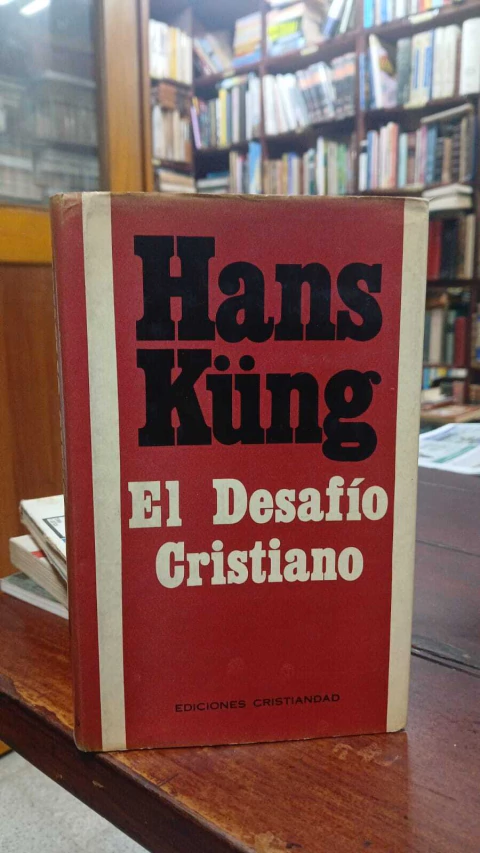 Hans
Küng
El Desafío
Cristiano
EDICIONES CRISTIANDAD